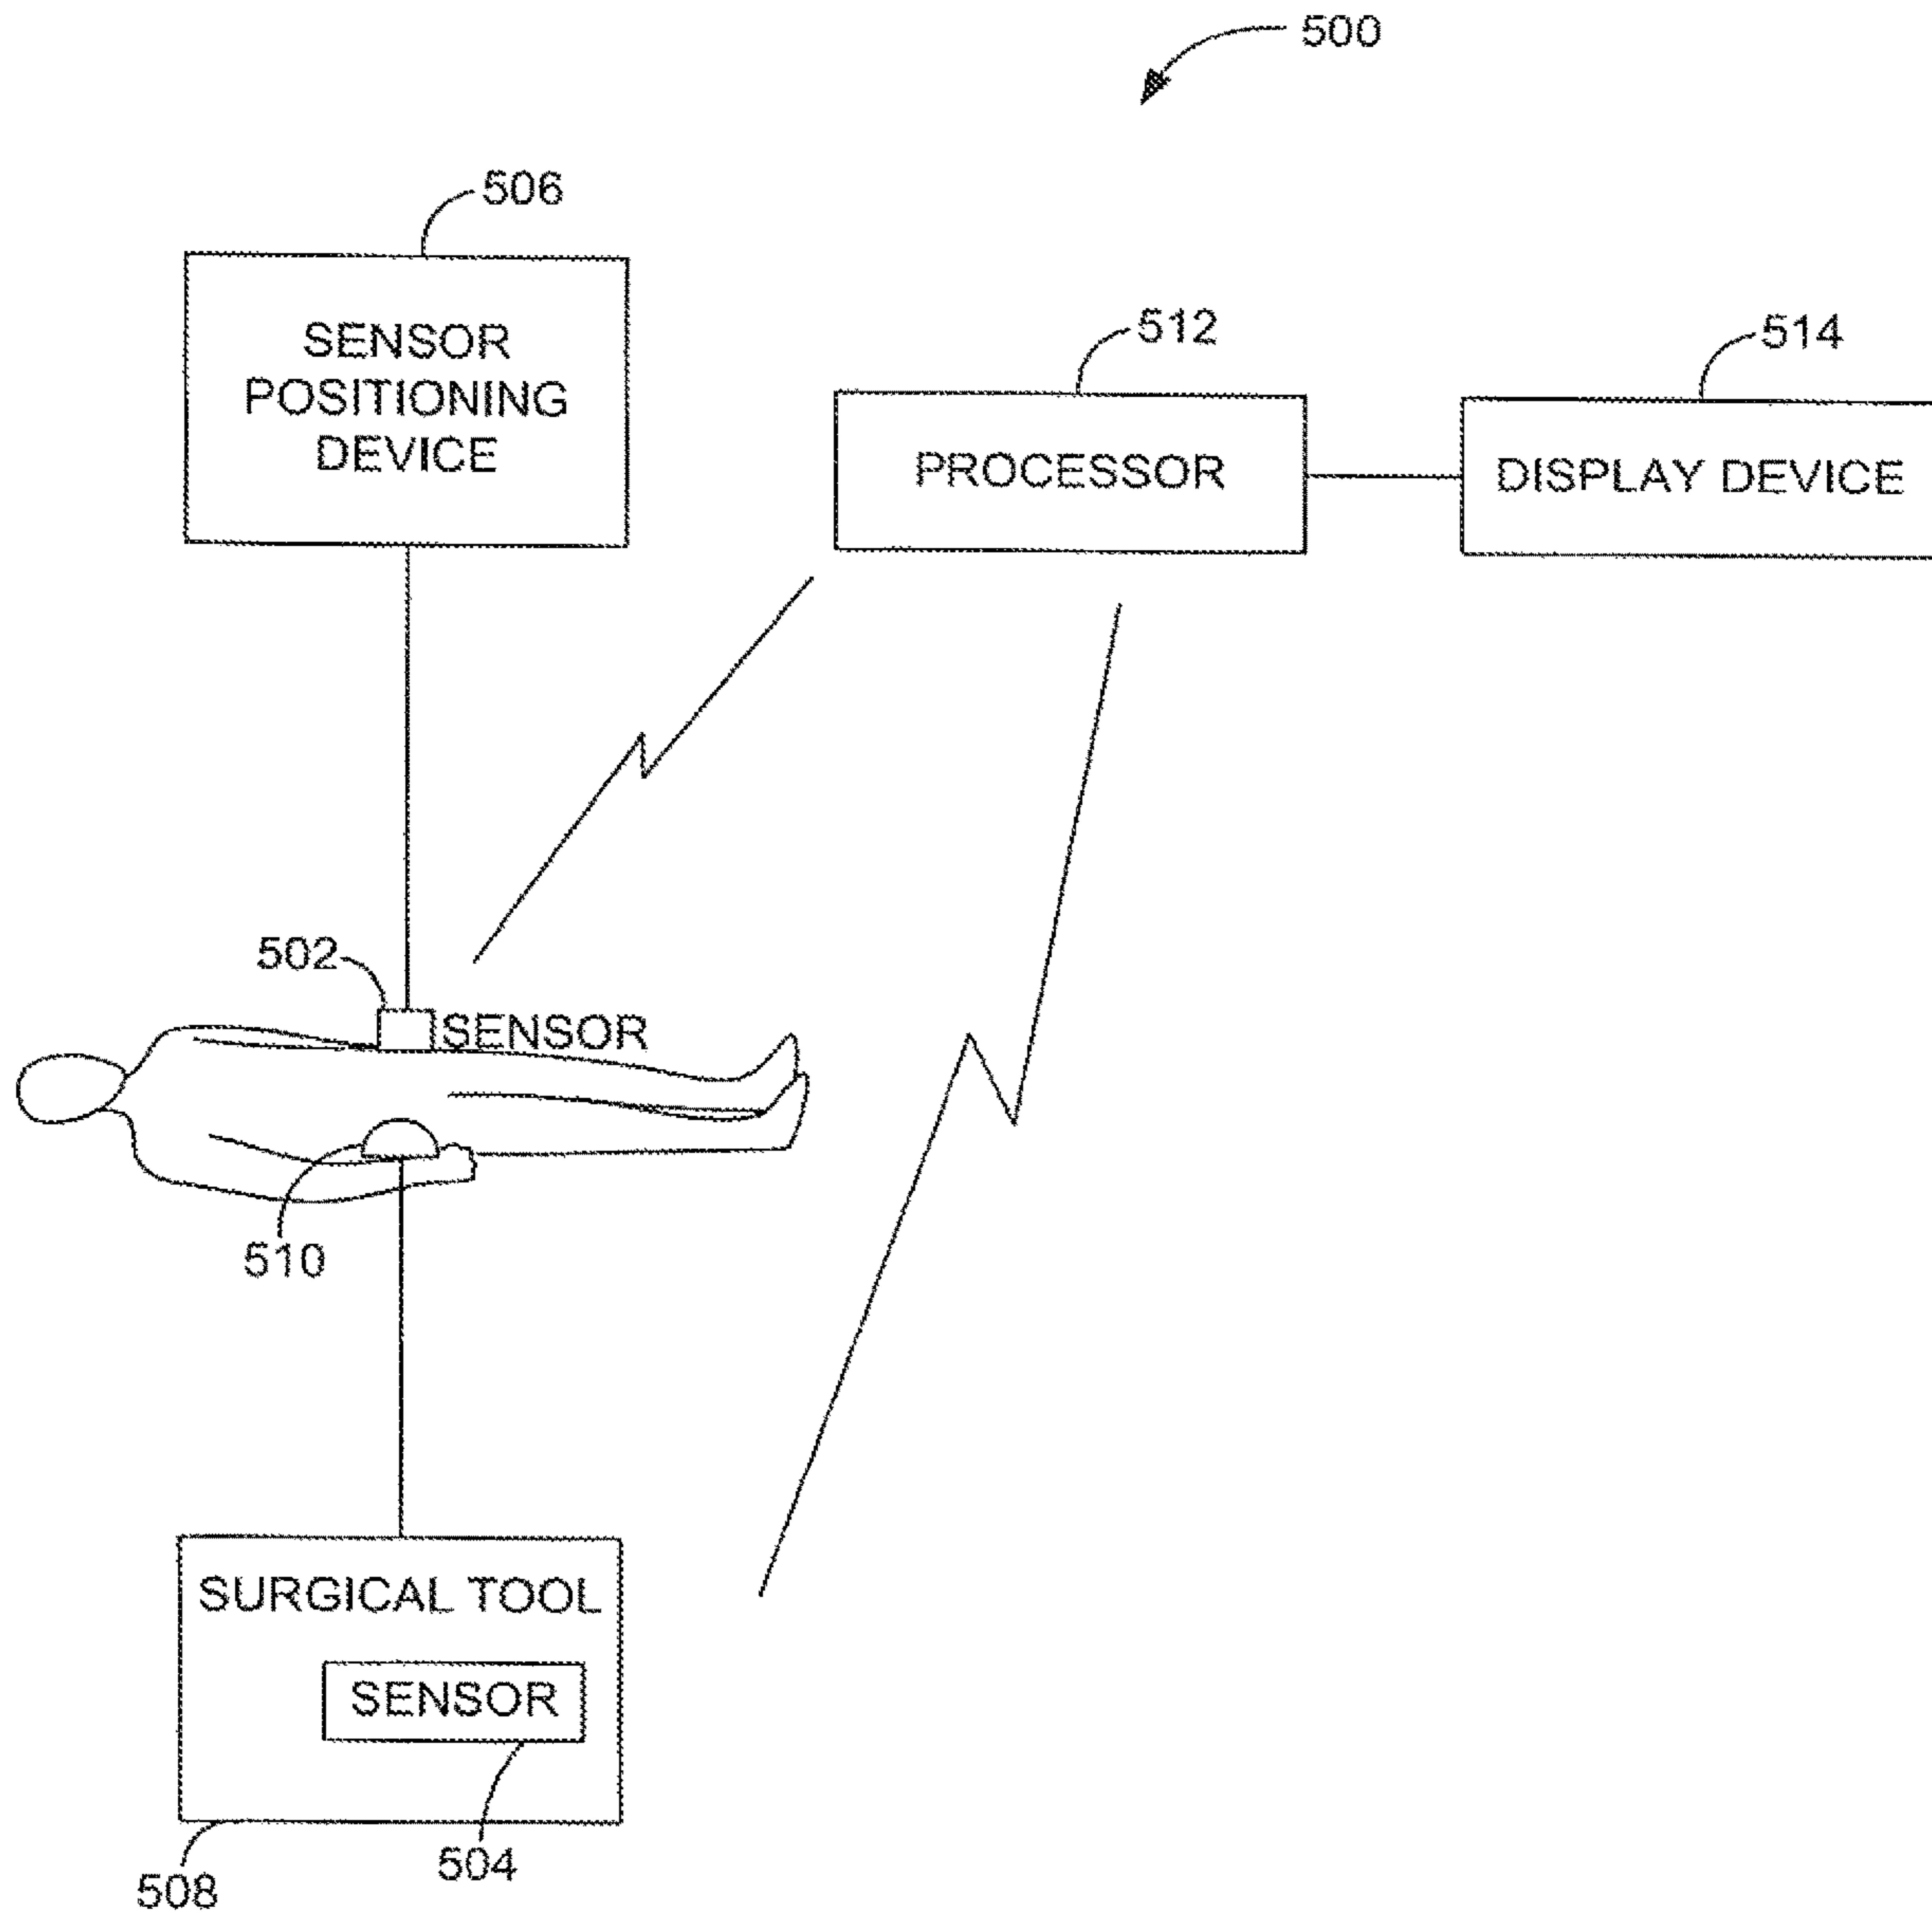 500
506
SENSOR
POSITIONING
DEVICE
512
PROCESSOR
514
DISPLAY DEVICE
502
SENSOR
510
SURGICAL TOOL
SENSOR
504
508